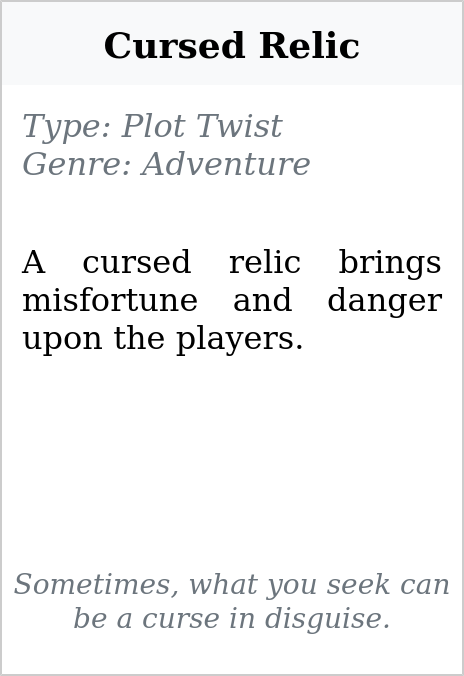 Cursed Relic
Type: Plot Twist
Genre: Adventure
A cursed relic brings
misfortune and danger
upon the players.
Sometimes, what you seek can
be a curse in disguise.